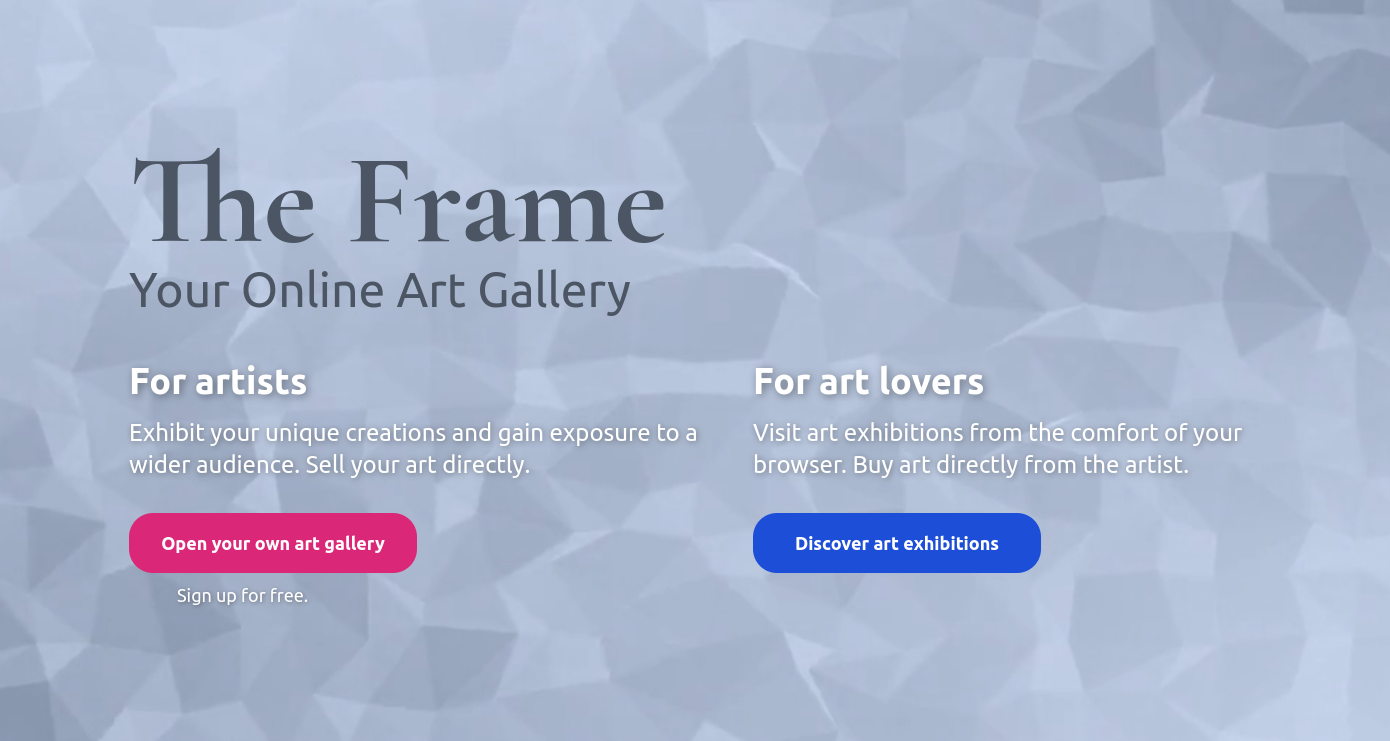 The Frame
Your Online Art Gallery
For artists
Exhibit your unique creations and gain exposure to a
wider audience. Sell your art directly.
Open your own art gallery
Sign up for free.
For art lovers
Visit art exhibitions from the comfort of your
browser. Buy art directly from the artist.
Discover art exhibitions